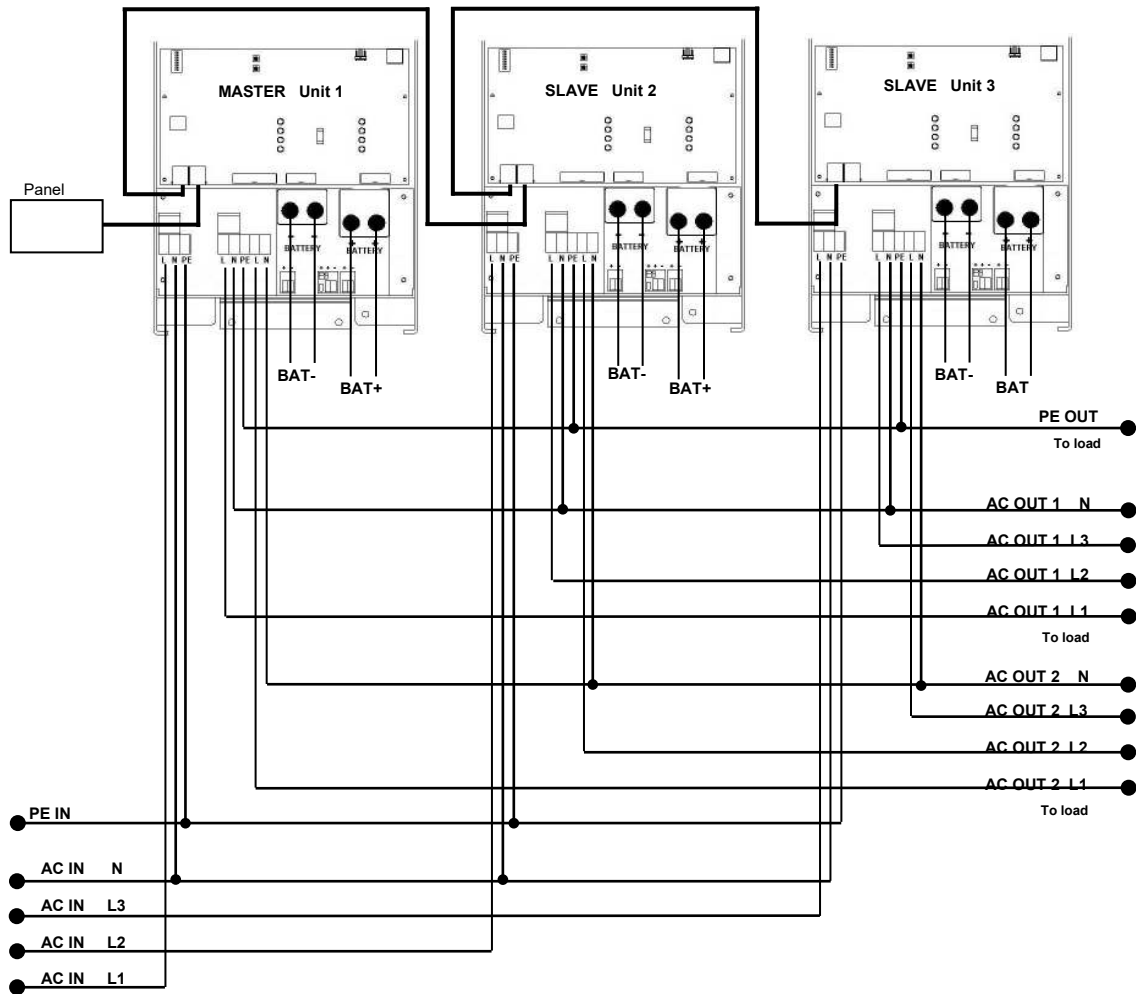 MASTER Unit 1
SLAVE Unit 2
SLAVE Unit 3
Panel
BATTERY
BATTERY
BATTERY
BATTERY
BATTERY
BATTERY
L N PE
L N PE L N
L N PE
L N PE L N
L N PE
L N PE L N
BAT-
BAT+
BAT-
BAT+
BAT-
BAT
PE OUT
To load
AC OUT 1 N
AC OUT 1 L3
AC OUT 1 L2
AC OUT 1 L1
To load
AC OUT 2 N
AC OUT 2 L3
AC OUT 2 L2
AC OUT 2 L1
To load
PE IN
AC IN N
AC IN L3
AC IN L2
AC IN L1